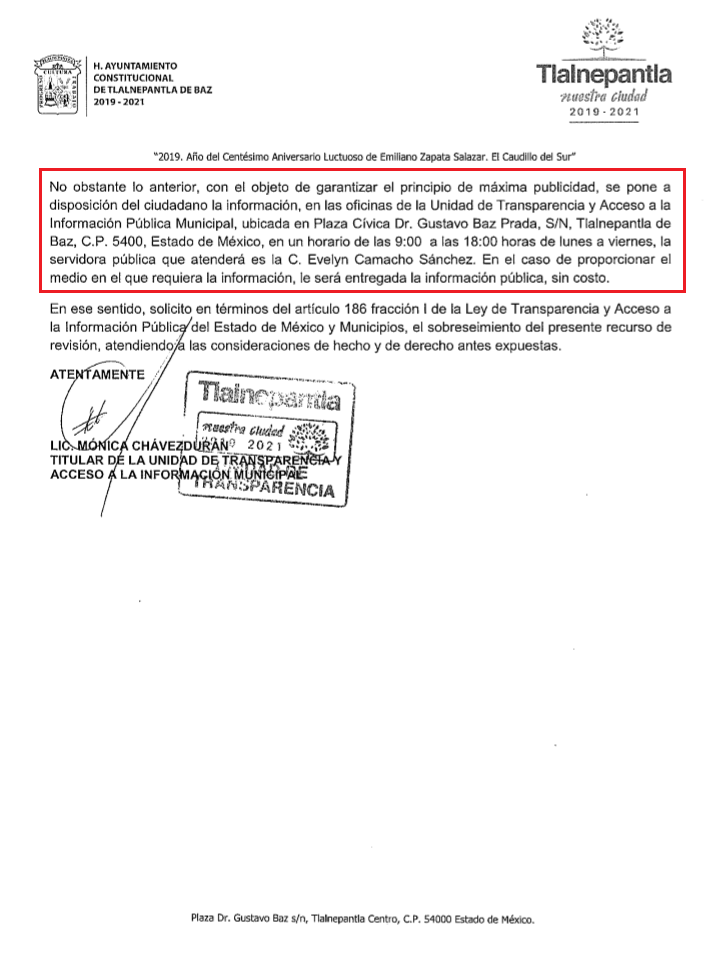 H. AYUNTAMIENTO
CONSTITUCIONAL
DE TLALNEPANTLA DE BAZ
2019 - 2021
Tlalnepantla
nuestra ciudad
2019 - 2021
"2019. Año del Centésimo Aniversario Luctuoso de Emiliano Zapata Salazar. El Caudillo del Sur"
No obstante lo anterior, con el objeto de garantizar el principio de máxima publicidad, se pone a
disposición del ciudadano la información, en las oficinas de la Unidad de Transparencia y Acceso a la
Información Pública Municipal, ubicada en Plaza Cívica Dr. Gustavo Baz Prada, S/N, Tlalnepantla de
Baz, C.P. 5400, Estado de México, en un horario de las 9:00 a las 18:00 horas de lunes a viernes, la
servidora pública que atenderá es la C. Evelyn Camacho Sánchez. En el caso de proporcionar el
medio en el que requiera la información, le será entregada la información pública, sin costo.
En ese sentido, solicito en términos del artículo 186 fracción I de la Ley de Transparencia y Acceso a
la Información Pública del Estado de México y Municipios, el sobreseimiento del presente recurso de
revisión, atendiendo a las consideraciones de hecho y de derecho antes expuestas.
ATENTAMENTE
Tlalnepantla
nuestra ciudad
2021
LIC. MÓNICA CHÁVEZ DURÁN
TITULAR DE LA UNIDAD DE TRANSPARENCIA Y
ACCESO A LA INFORMACIÓN MUNICIPAL
UNIDAD DE
TRANSPARENCIA
Plaza Dr. Gustavo Baz s/n, Tlalnepantla Centro, C.P. 54000 Estado de México.